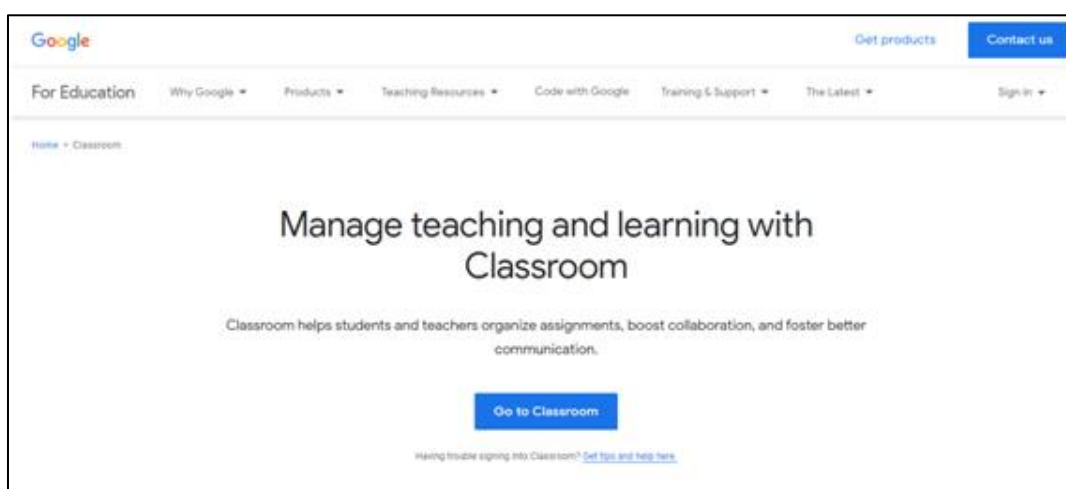 Google
Get products
Contact us
For Education
Why Google
Products
Teaching Resources
Code with Google
Training & Support
The Latest
Sign in
Home > Classroom
Manage teaching and learning with
Classroom
Classroom helps students and teachers organize assignments, boost collaboration, and foster better
communication.
Go to Classroom
Having trouble signing into Classroom? Get tips and help here.